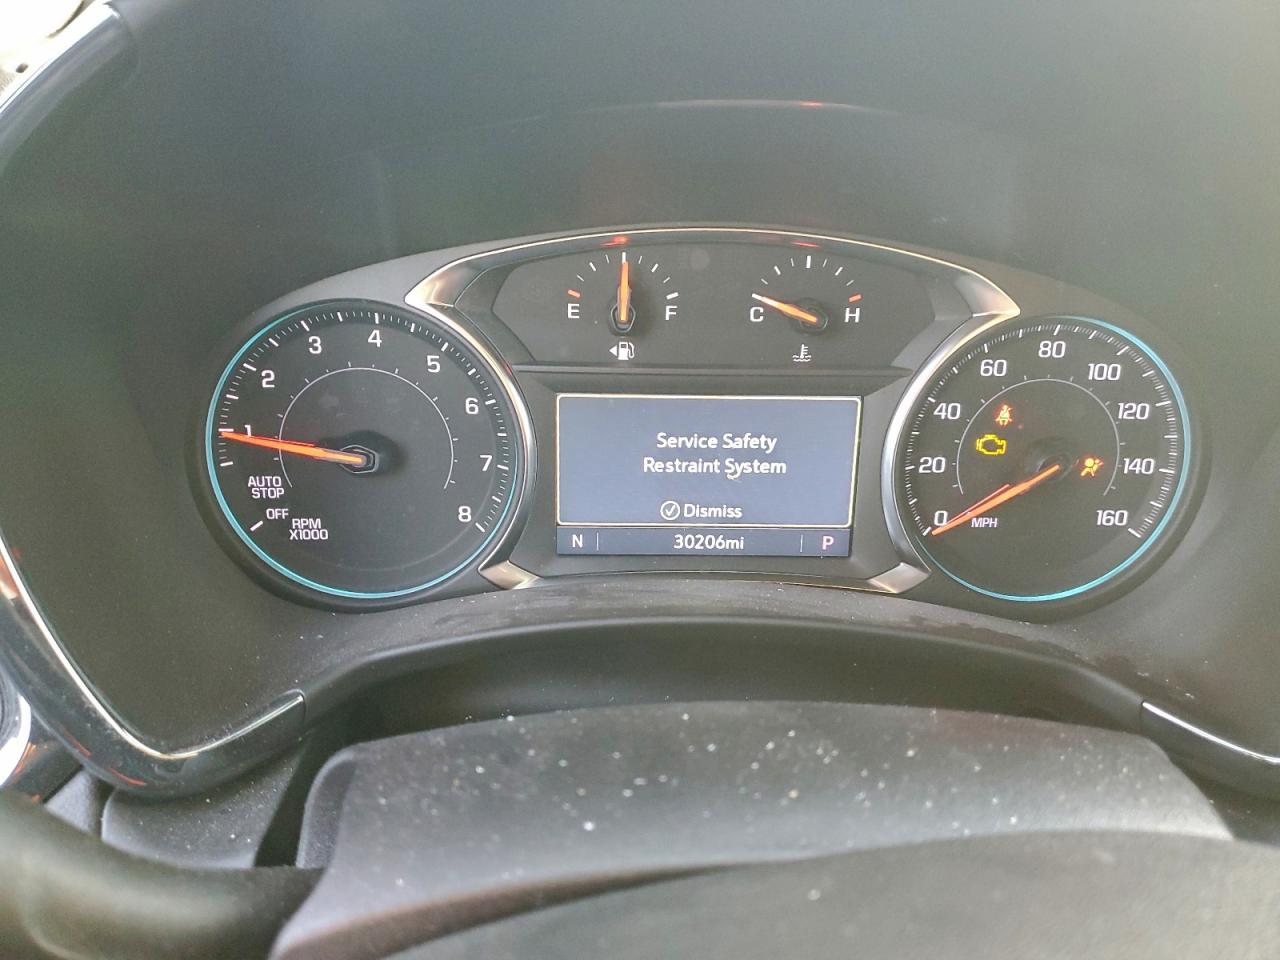 E F
C H
1
2
3
4
5
6
7
8
AUTO
STOP
OFF
RPM
X1000
Service Safety
Restraint System
Dismiss
N 30206mi P
0
20
40
60
80
100
120
140
160
MPH